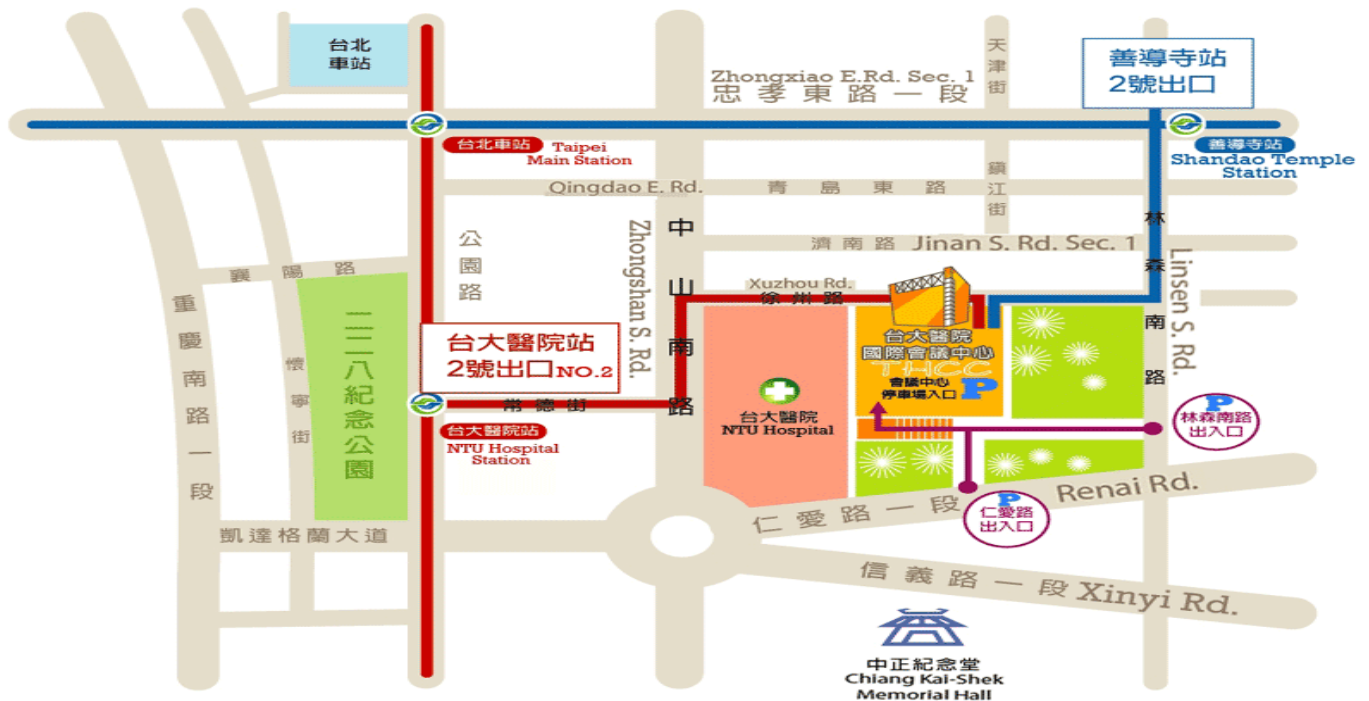 台北
車站
天津街
善導寺站
2號出口
Zhongxiao E.Rd. Sec. 1
忠孝東路一段
台北車站
Taipei
Main Station
善導寺站
Shandao Temple
Station
Qingdao E. Rd.
青島東路
鎮江街
中山南路
Zhongshan S. Rd.
公園路
濟南路 Jinan S. Rd. Sec. 1
林森南路
Linsen S. Rd.
襄陽路
Xuzhou Rd.
徐州路
重慶南路一段
懷寧街
二二八紀念公園
台大醫院站
2號出口NO.2
台大醫院
國際會議中心
THCC
會議中心
停車場入口 P
常德街
台大醫院
NTU Hospital
台大醫院站
NTU Hospital
Station
P
林森南路
出入口
P
仁愛路
出入口
仁愛路一段 Renai Rd.
凱達格蘭大道
信義路一段 Xinyi Rd.
中正紀念堂
Chiang Kai-Shek
Memorial Hall